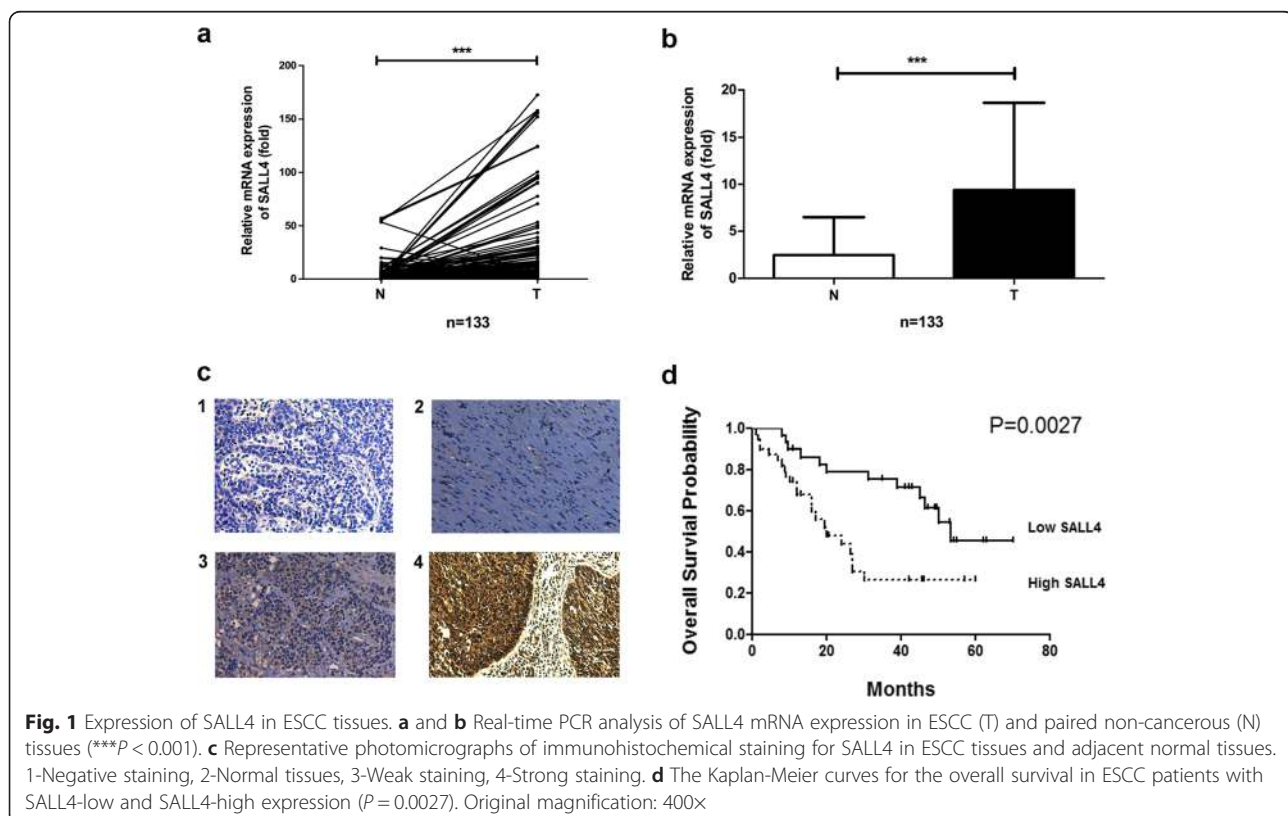 a
***
200
150
100
50
0
Relative mRNA expression
of SALL4 (fold)
N
T
n=133
b
***
20
15
10
5
0
Relative mRNA expression
of SALL4 (fold)
N
T
n=133
c
1
2
3
4
d
P=0.0027
1.0
0.8
0.6
0.4
0.2
0.0
Overall Survial Probability
Low SALL4
High SALL4
0
20
40
60
80
Months
Fig. 1 Expression of SALL4 in ESCC tissues. a and b Real-time PCR analysis of SALL4 mRNA expression in ESCC (T) and paired non-cancerous (N)
tissues (***P < 0.001). c Representative photomicrographs of immunohistochemical staining for SALL4 in ESCC tissues and adjacent normal tissues.
1-Negative staining, 2-Normal tissues, 3-Weak staining, 4-Strong staining. d The Kaplan-Meier curves for the overall survival in ESCC patients with
SALL4-low and SALL4-high expression (P = 0.0027). Original magnification: 400×